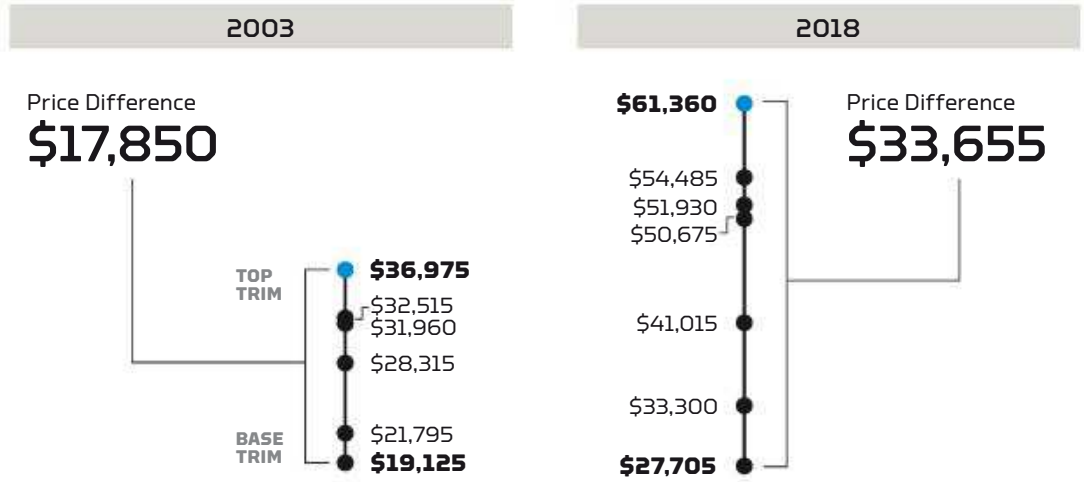 2003
Price Difference
$17,850
TOP
TRIM
$36,975
$32,515
$31,960
$28,315
$21,795
BASE
TRIM
$19,125
2018
$61,360
Price Difference
$33,655
$54,485
$51,930
$50,675
$41,015
$33,300
$27,705